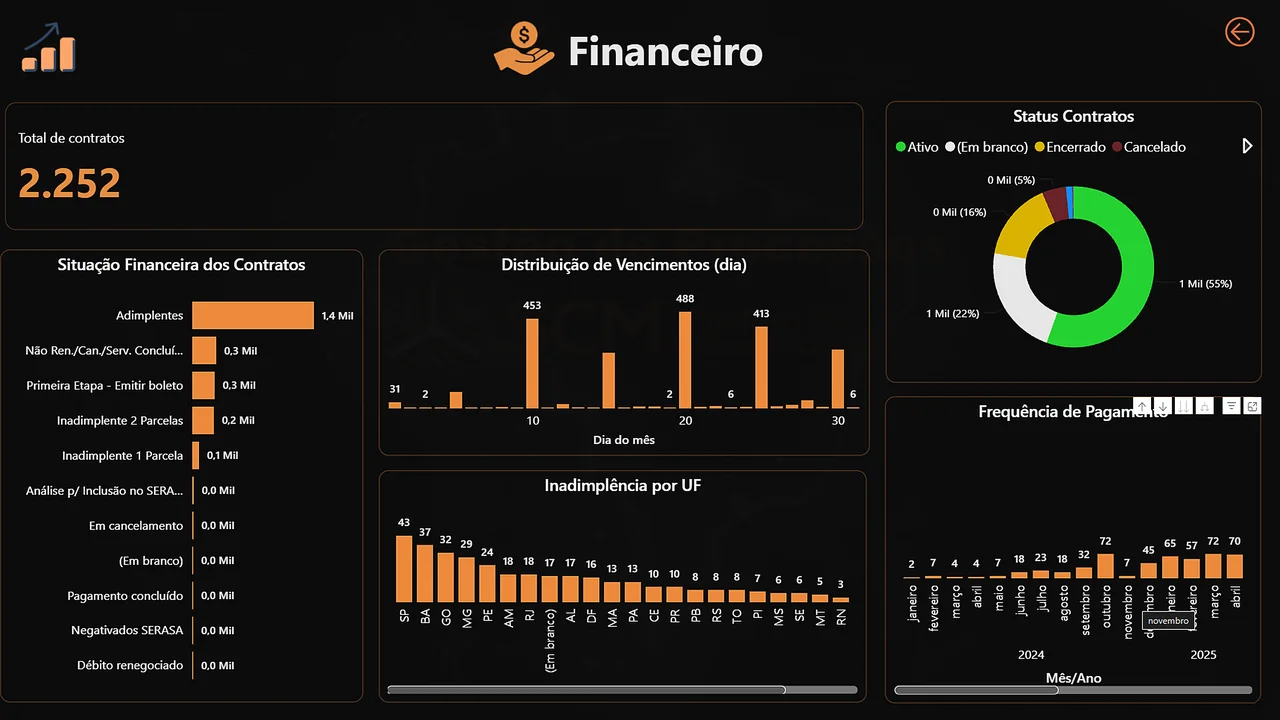 Financeiro
Total de contratos
2.252
Status Contratos
Ativo (Em branco) Encerrado Cancelado
0 Mil (5%)
0 Mil (16%)
1 Mil (55%)
1 Mil (22%)
Situação Financeira dos Contratos
Adimplentes 1,4 Mil
Não Ren./Can./Serv. Concluí... 0,3 Mil
Primeira Etapa - Emitir boleto 0,3 Mil
Inadimplente 2 Parcelas 0,2 Mil
Inadimplente 1 Parcela 0,1 Mil
Análise p/ Inclusão no SERA... 0,0 Mil
Em cancelamento 0,0 Mil
(Em branco) 0,0 Mil
Pagamento concluído 0,0 Mil
Negativados SERASA 0,0 Mil
Débito renegociado 0,0 Mil
Distribuição de Vencimentos (dia)
31 2 453 2 488 6 413 6
10 20 30
Dia do mês
Inadimplência por UF
43 37 32 29 24 18 18 17 17 16 13 13 10 10 8 8 8 7 6 6 5 3
SP BA GO MG PE AM RJ (Em branco) AL DF MA PA CE PR PB RS TO PI MS SE MT RN
Frequência de Pagamento
2 7 4 4 7 18 23 18 32 72 7 45 65 57 72 70
janeiro fevereiro março abril maio junho julho agosto setembro outubro novembro março abril
novembro
2024 2025
Mês/Ano